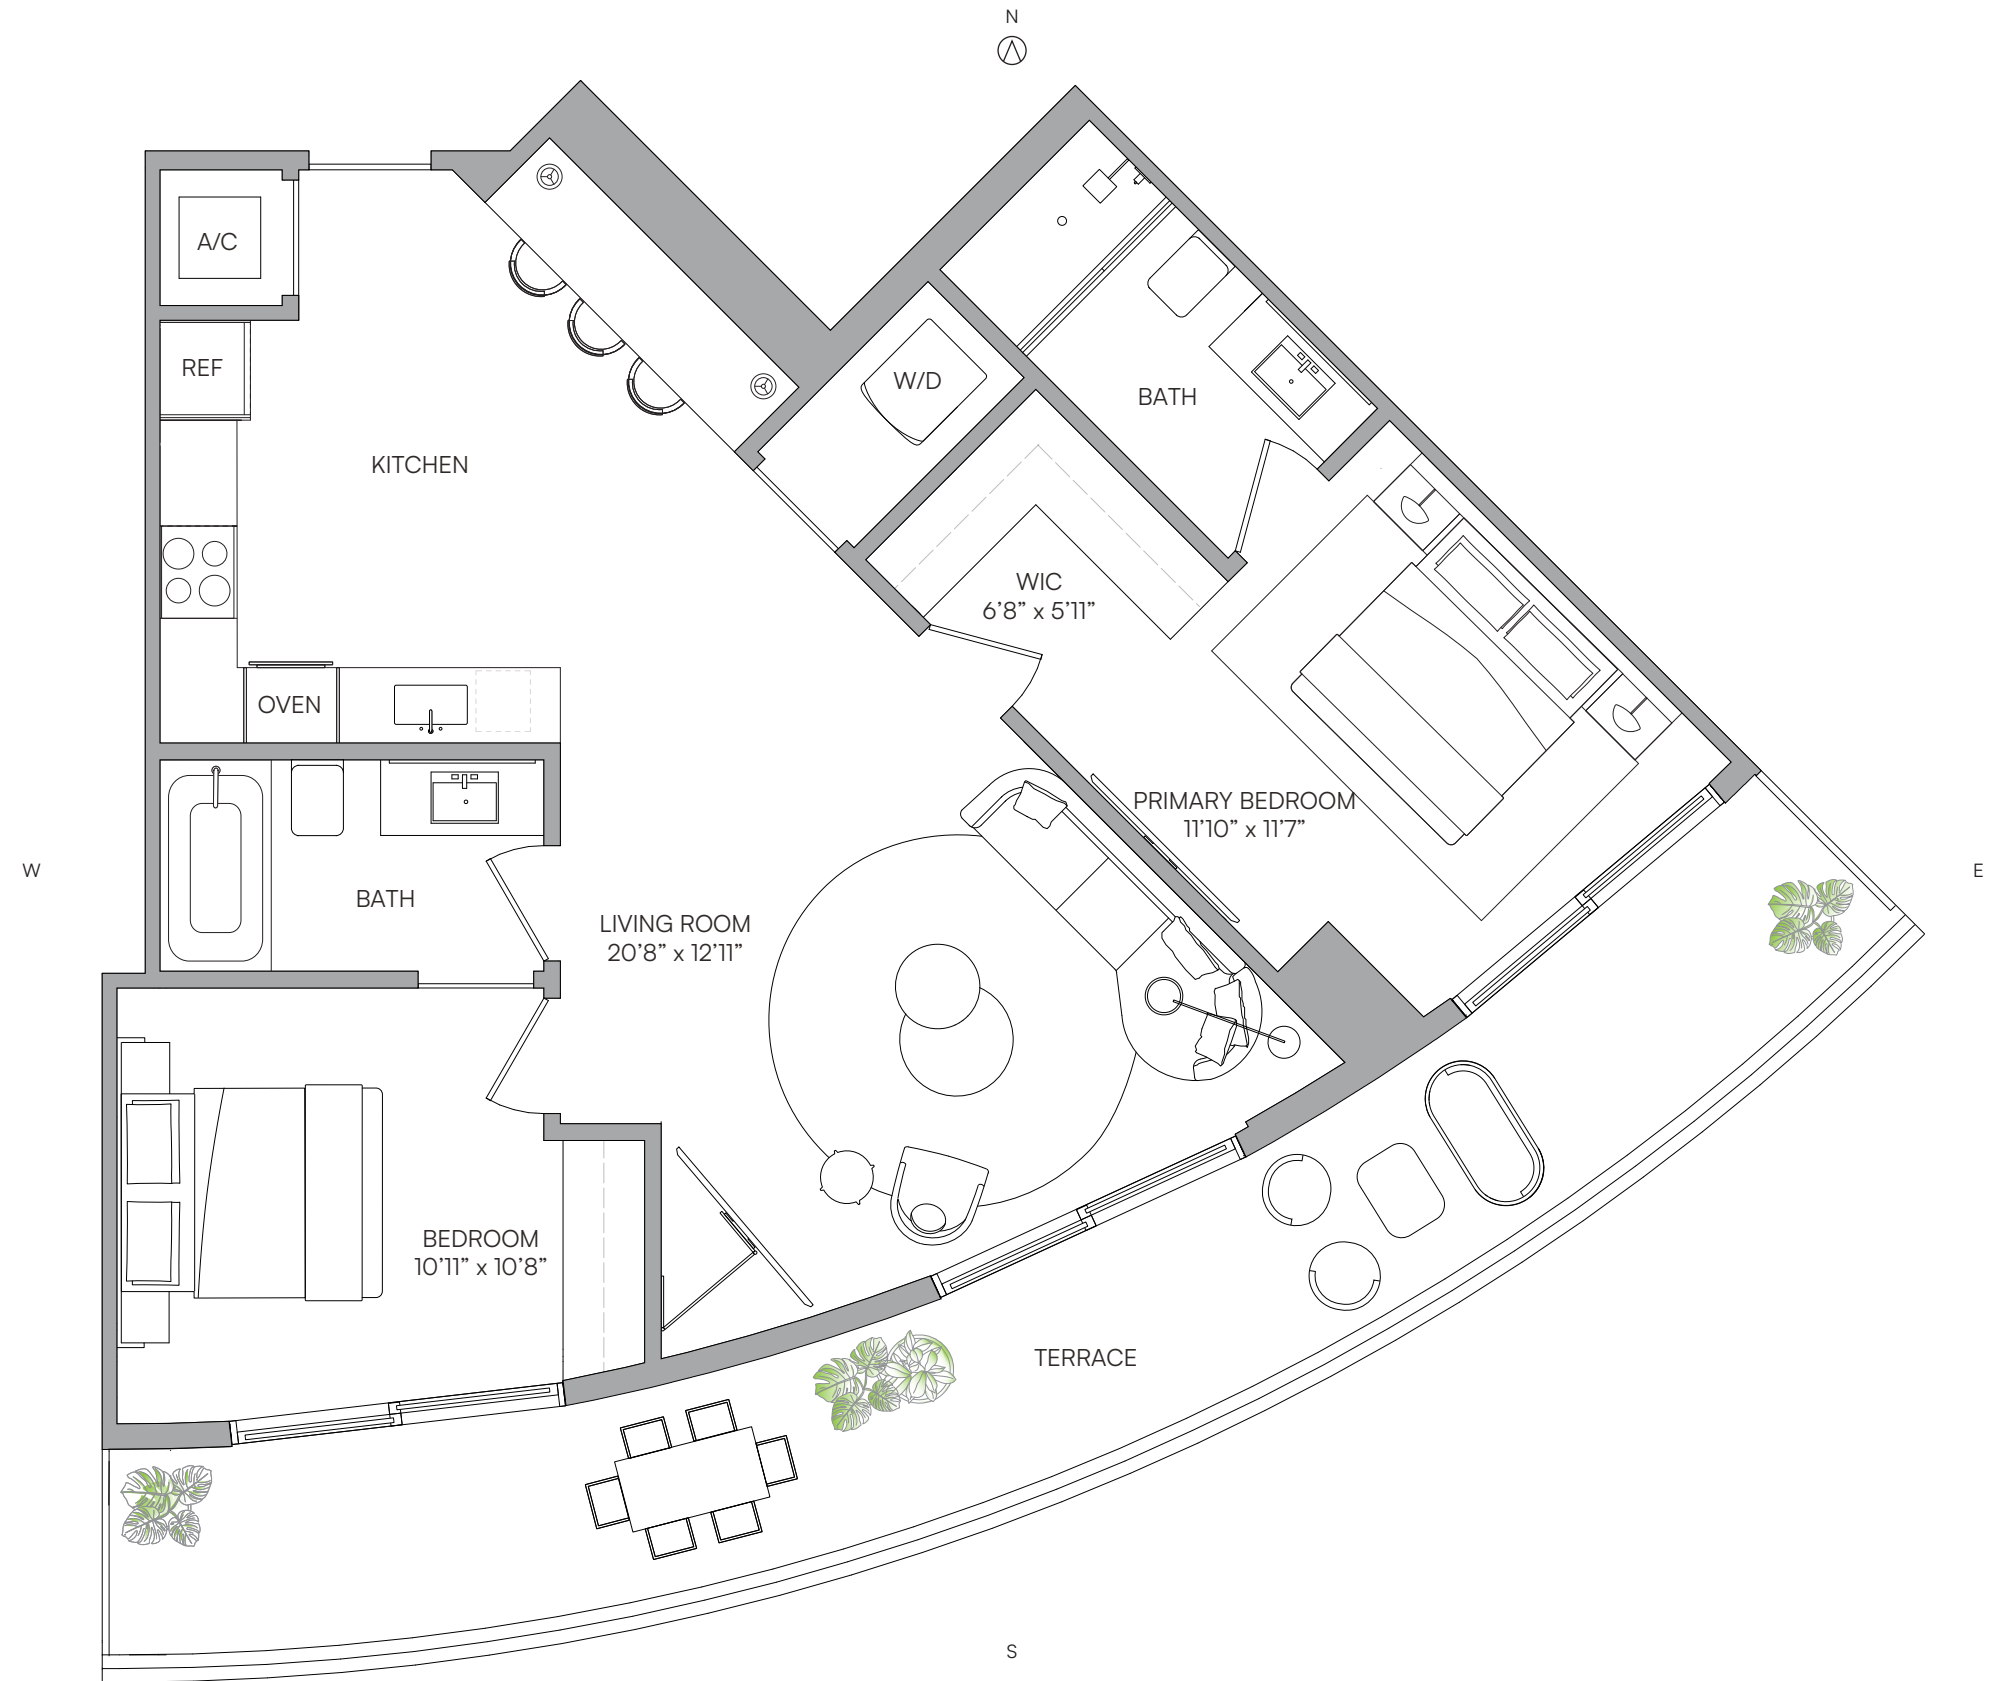 N
A/C
REF
W/D
BATH
KITCHEN
WIC
6’8” x 5’11”
OVEN
PRIMARY BEDROOM
11’10” x 11’7”
W
E
BATH
LIVING ROOM
20’8” x 12’11”
BEDROOM
10’11” x 10’8”
TERRACE
S